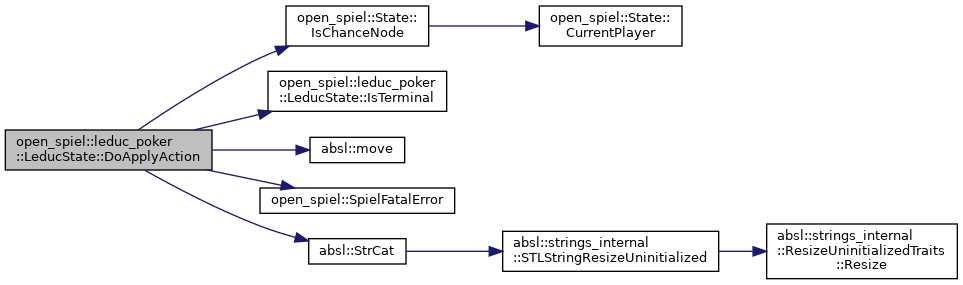 open_spiel::State::
IsChanceNode
open_spiel::State::
CurrentPlayer
open_spiel::leduc_poker
::LeducState::IsTerminal
open_spiel::leduc_poker
::LeducState::DoApplyAction
absl::move
open_spiel::SpielFatalError
absl::StrCat
absl::strings_internal
::STLStringResizeUninitialized
absl::strings_internal
::ResizeUninitializedTraits
::Resize